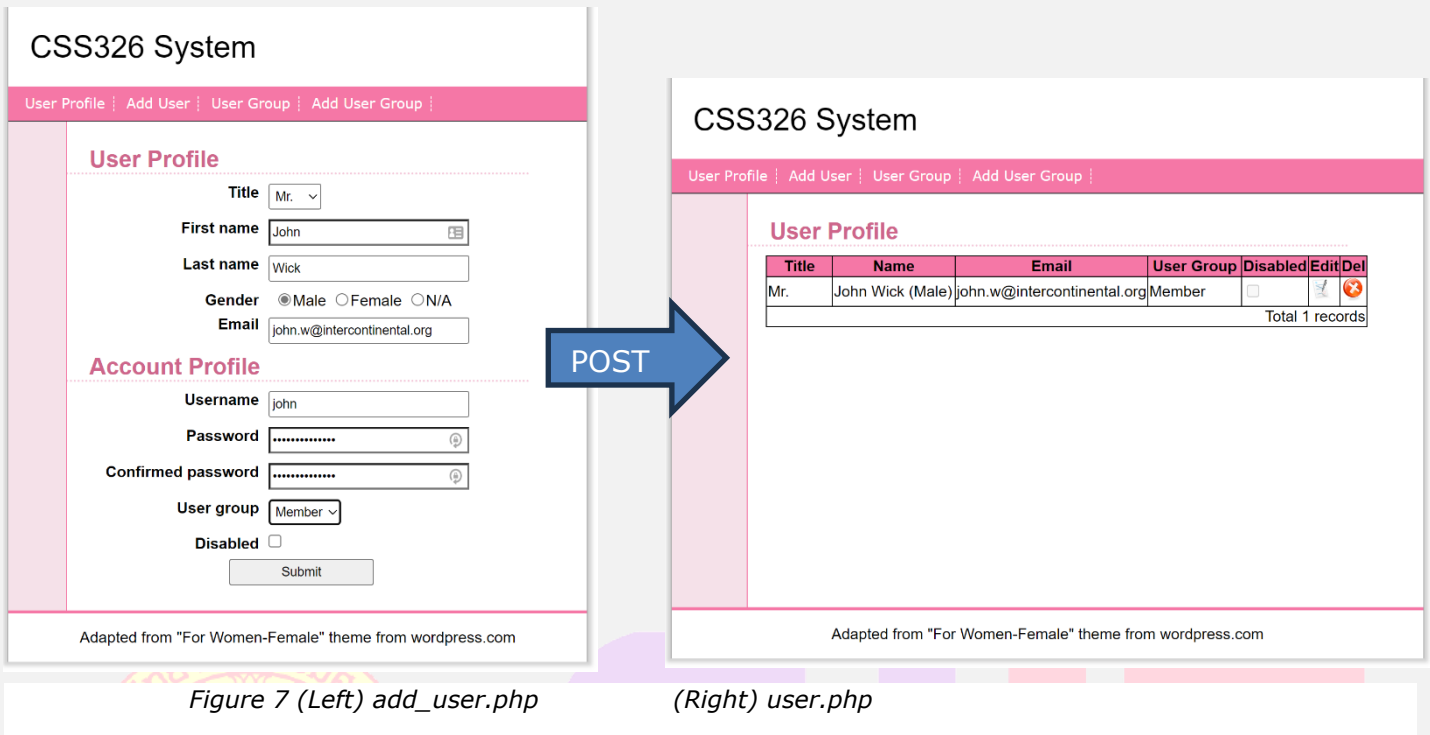 CSS326 System
User Profile Add User User Group Add User Group
User Profile
Title Mr.
First name John
Last name Wick
Gender Male Female N/A
Email john.w@intercontinental.org
Account Profile
Username john
Password ••••••••••••••
Confirmed password ••••••••••••••
User group Member
Disabled
Submit
Adapted from "For Women-Female" theme from wordpress.com
POST
CSS326 System
User Profile Add User User Group Add User Group
User Profile
Title Name Email User Group Disabled Edit Del
Mr. John Wick (Male) john.w@intercontinental.org Member
Total 1 records
Adapted from "For Women-Female" theme from wordpress.com
Figure 7 (Left) add_user.php (Right) user.php